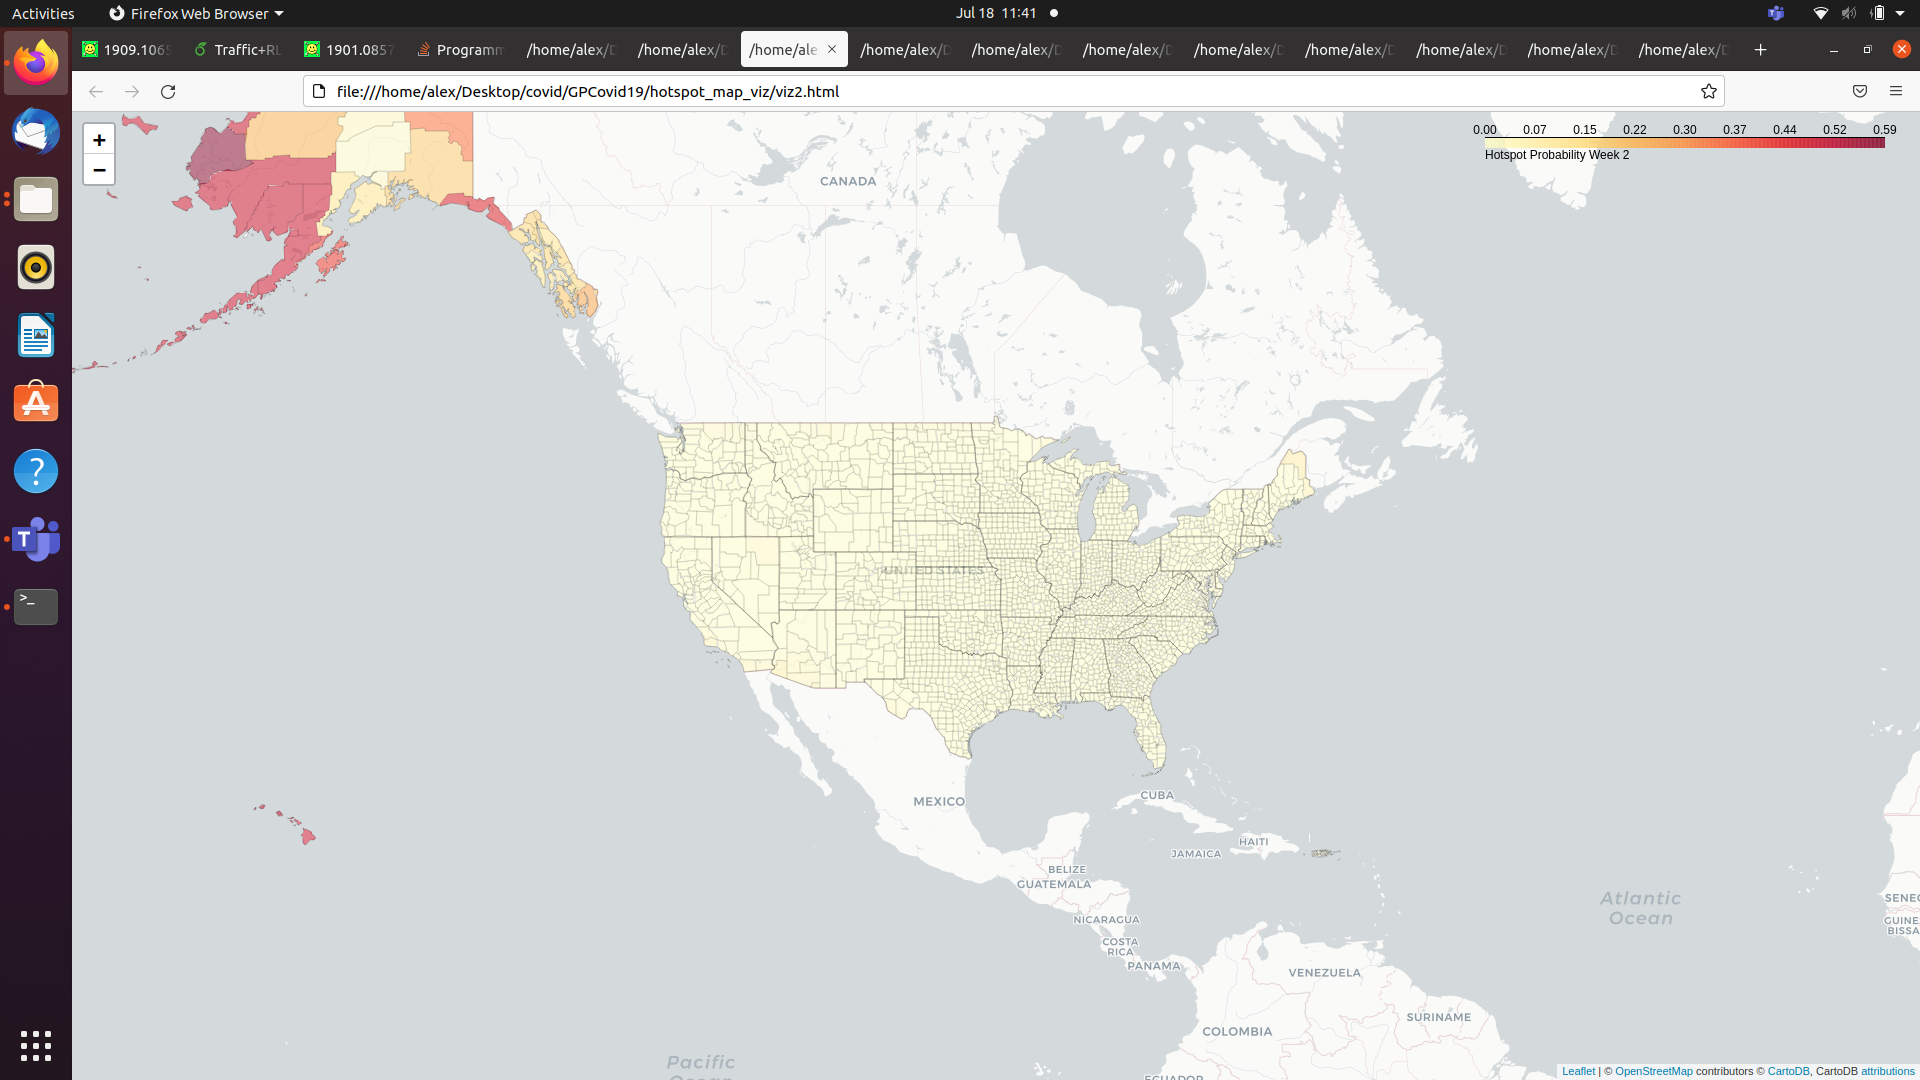 Activities
Firefox Web Browser
Jul 18 11:41
1909.1065
Traffic+RL
1901.0857
Programm
/home/alex/D
/home/alex/D
/home/ale
/home/alex/D
/home/alex/D
/home/alex/D
/home/alex/D
/home/alex/D
/home/alex/D
/home/alex/D
/home/alex/D
file:///home/alex/Desktop/covid/GPCovid19/hotspot_map_viz/viz2.html
+
−
0.00 0.07 0.15 0.22 0.30 0.37 0.44 0.52 0.59
Hotspot Probability Week 2
CANADA
UNITED STATES
MEXICO
CUBA
HAITI
JAMAICA
BELIZE
GUATEMALA
NICARAGUA
COSTA
RICA
PANAMA
VENEZUELA
COLOMBIA
SURINAME
ECUADOR
SENEG
GUINE
BISSA
Atlantic
Ocean
Pacific
Ocean
Leaflet | © OpenStreetMap contributors © CartoDB, CartoDB attributions